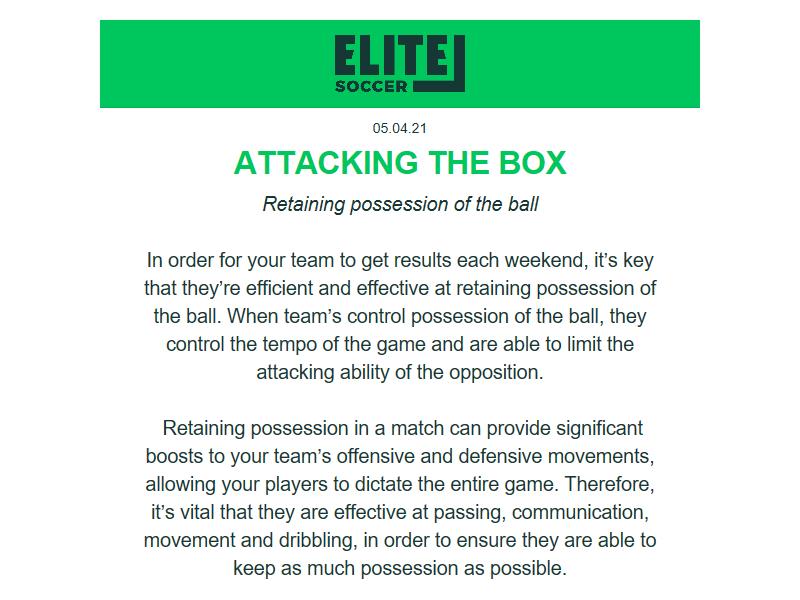 ELITE
SOCCER
05.04.21
ATTACKING THE BOX
Retaining possession of the ball
In order for your team to get results each weekend, it’s key
that they’re efficient and effective at retaining possession of
the ball. When team’s control possession of the ball, they
control the tempo of the game and are able to limit the
attacking ability of the opposition.
Retaining possession in a match can provide significant
boosts to your team’s offensive and defensive movements,
allowing your players to dictate the entire game. Therefore,
it’s vital that they are effective at passing, communication,
movement and dribbling, in order to ensure they are able to
keep as much possession as possible.